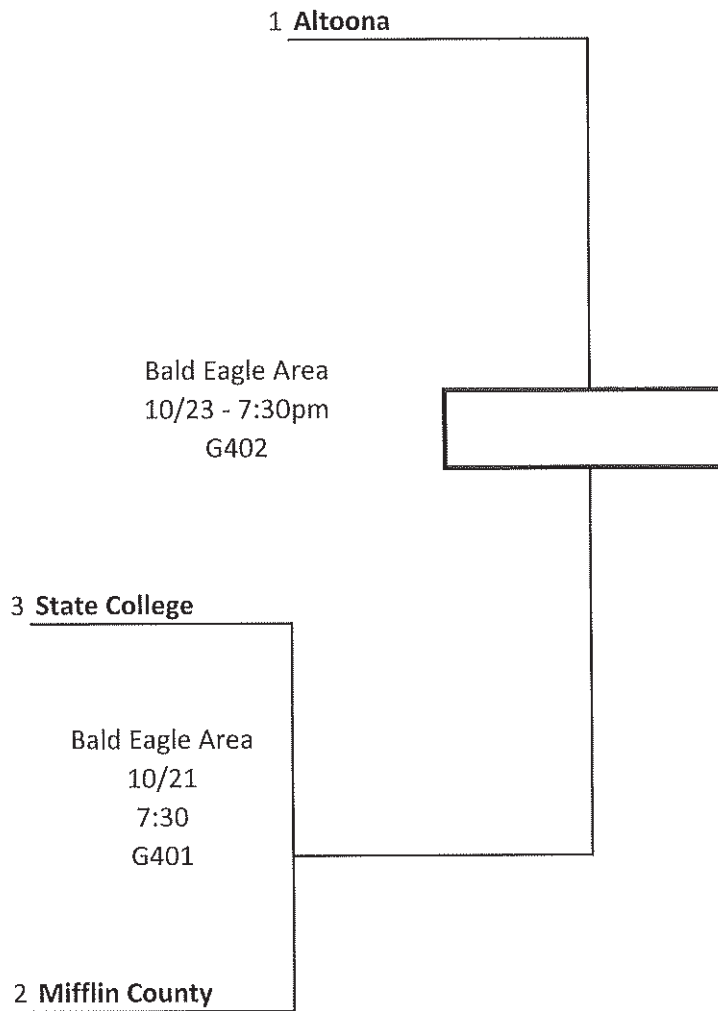 1 Altoona
Bald Eagle Area
10/23 - 7:30pm
G402
3 State College
Bald Eagle Area
10/21
7:30
G401
2 Mifflin County